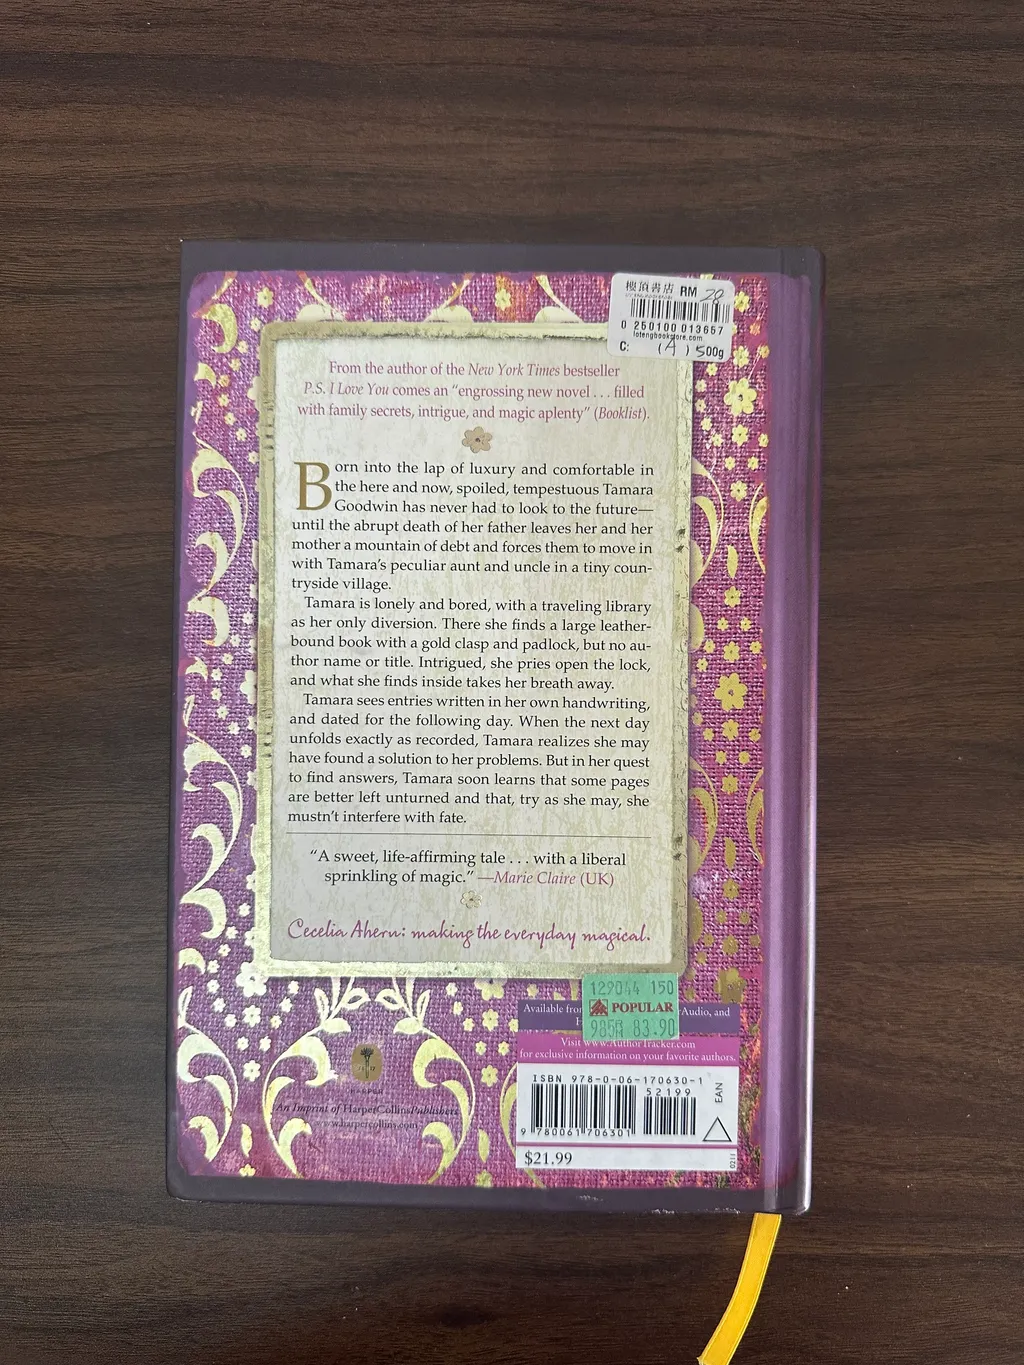 樓頂書店 RM 28
0 250100 013657
lotengbookstore.com
C: (A) 500g
From the author of the New York Times bestseller
P.S. I Love You comes an “engrossing new novel . . . filled
with family secrets, intrigue, and magic aplenty” (Booklist).
Born into the lap of luxury and comfortable in
the here and now, spoiled, tempestuous Tamara
Goodwin has never had to look to the future—
until the abrupt death of her father leaves her and her
mother a mountain of debt and forces them to move in
with Tamara’s peculiar aunt and uncle in a tiny coun-
tryside village.
Tamara is lonely and bored, with a traveling library
as her only diversion. There she finds a large leather-
bound book with a gold clasp and padlock, but no au-
thor name or title. Intrigued, she pries open the lock,
and what she finds inside takes her breath away.
Tamara sees entries written in her own handwriting,
and dated for the following day. When the next day
unfolds exactly as recorded, Tamara realizes she may
have found a solution to her problems. But in her quest
to find answers, Tamara soon learns that some pages
are better left unturned and that, try as she may, she
mustn’t interfere with fate.
“A sweet, life-affirming tale . . . with a liberal
sprinkling of magic.” —Marie Claire (UK)
Cecelia Ahern: making the everyday magical.
129044 150
POPULAR
83.90
Available from Audio, and
Visit www.AuthorTracker.com
for exclusive information on your favorite authors.
An Imprint of HarperCollinsPublishers
www.harpercollins.com
ISBN 978-0-06-170630-1
52199
EAN
9 780061 706301
$21.99
0211